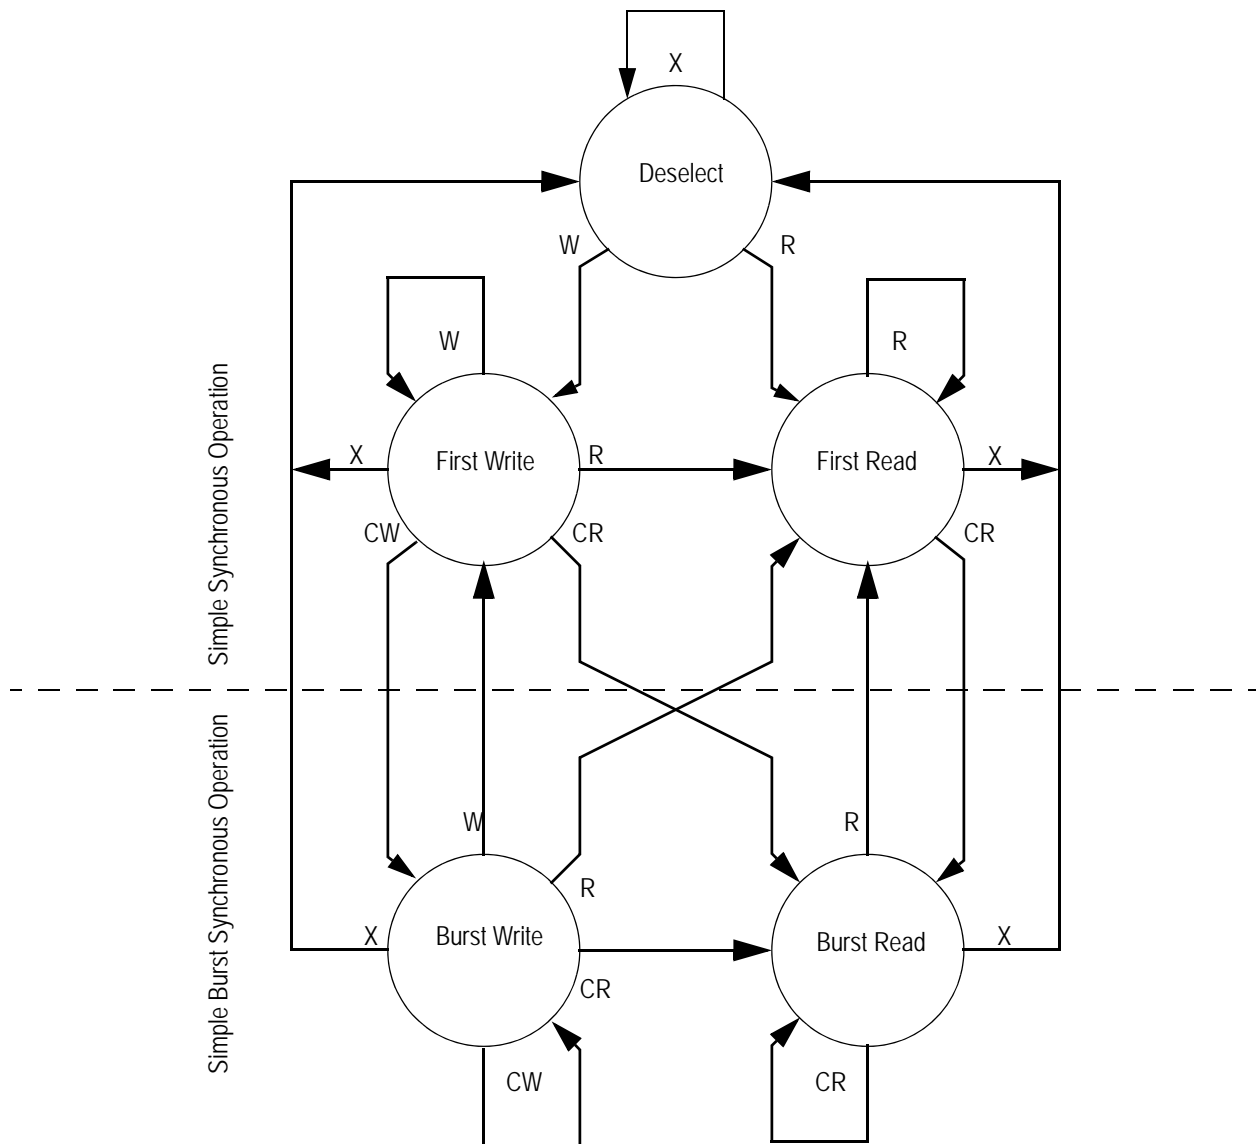 X
Deselect
W
R
W
R
Simple Synchronous Operation
X
First Write
R
First Read
X
CW
CR
CR
Simple Burst Synchronous Operation
W
R
R
X
Burst Write
Burst Read
X
CR
CW
CR